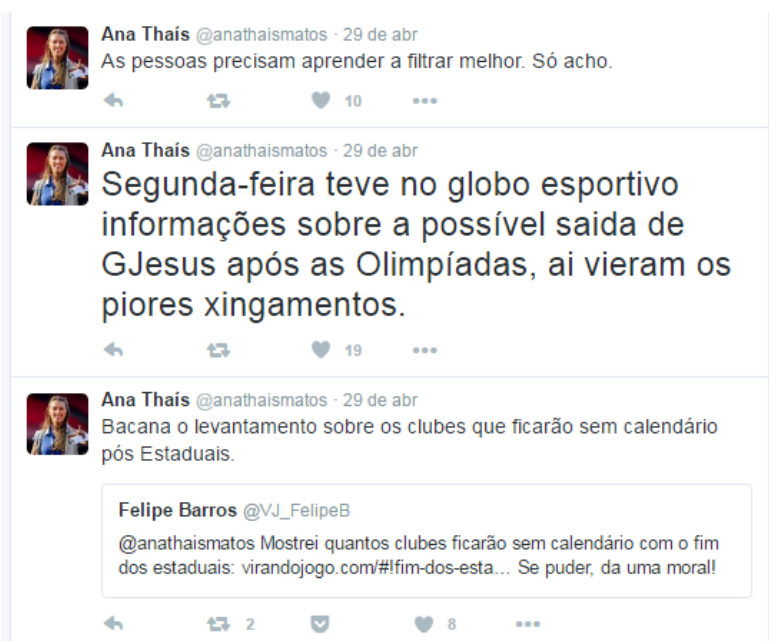 Ana Thaís @anathaismatos · 29 de abr
As pessoas precisam aprender a filtrar melhor. Só acho.
10
Ana Thaís @anathaismatos · 29 de abr
Segunda-feira teve no globo esportivo
informações sobre a possível saida de
GJesus após as Olimpíadas, ai vieram os
piores xingamentos.
19
Ana Thaís @anathaismatos · 29 de abr
Bacana o levantamento sobre os clubes que ficarão sem calendário
pós Estaduais.
Felipe Barros @VJ_FelipeB
@anathaismatos Mostrei quantos clubes ficarão sem calendário com o fim
dos estaduais: virandojogo.com/#!fim-dos-esta... Se puder, da uma moral!
2 8